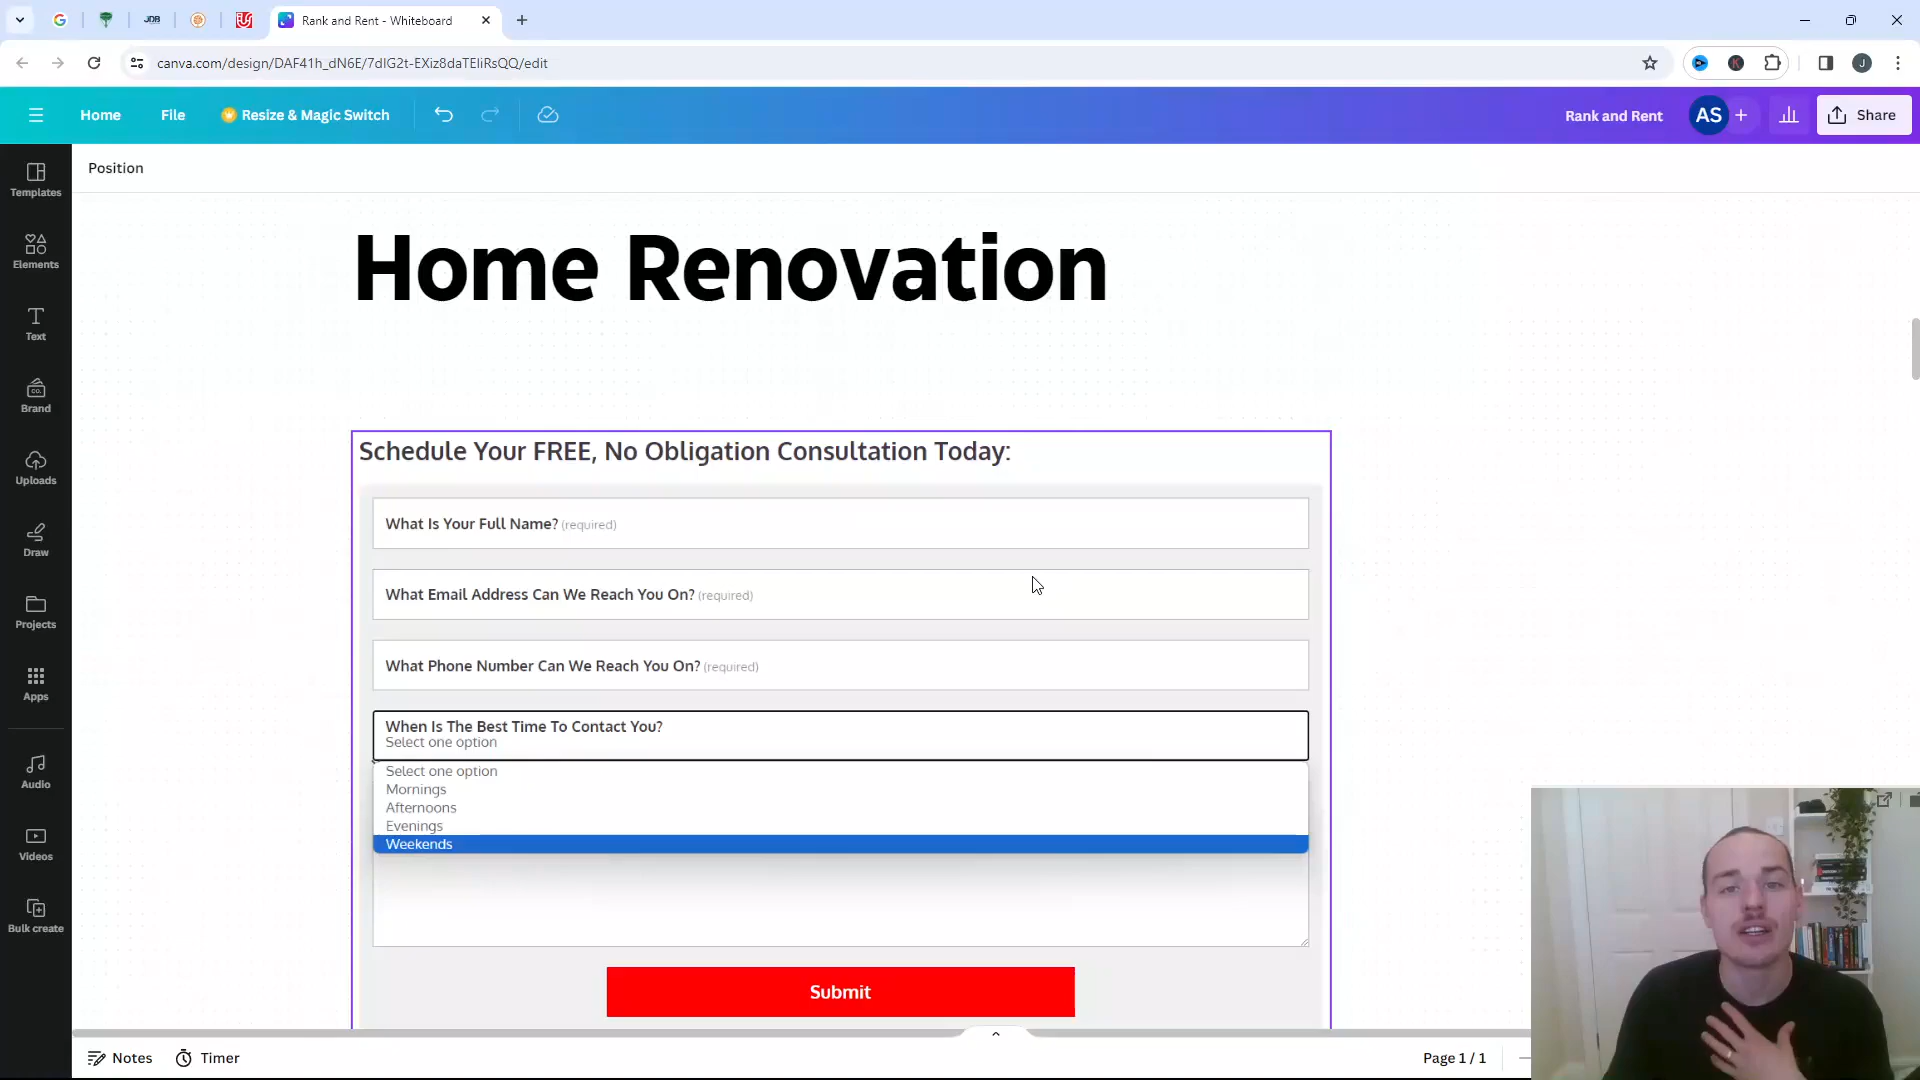 Rank and Rent - Whiteboard
canva.com/design/DAF41h_dN6E/7dIG2t-EXiz8daTEliRsQQ/edit
Home
File
Resize & Magic Switch
Rank and Rent
AS
Share
Position
Templates
Elements
Text
Brand
Uploads
Draw
Projects
Apps
Audio
Videos
Bulk create
Home Renovation
Schedule Your FREE, No Obligation Consultation Today:
What Is Your Full Name? (required)
What Email Address Can We Reach You On? (required)
What Phone Number Can We Reach You On? (required)
When Is The Best Time To Contact You?
Select one option
Select one option
Mornings
Afternoons
Evenings
Weekends
Submit
Notes
Timer
Page 1 / 1